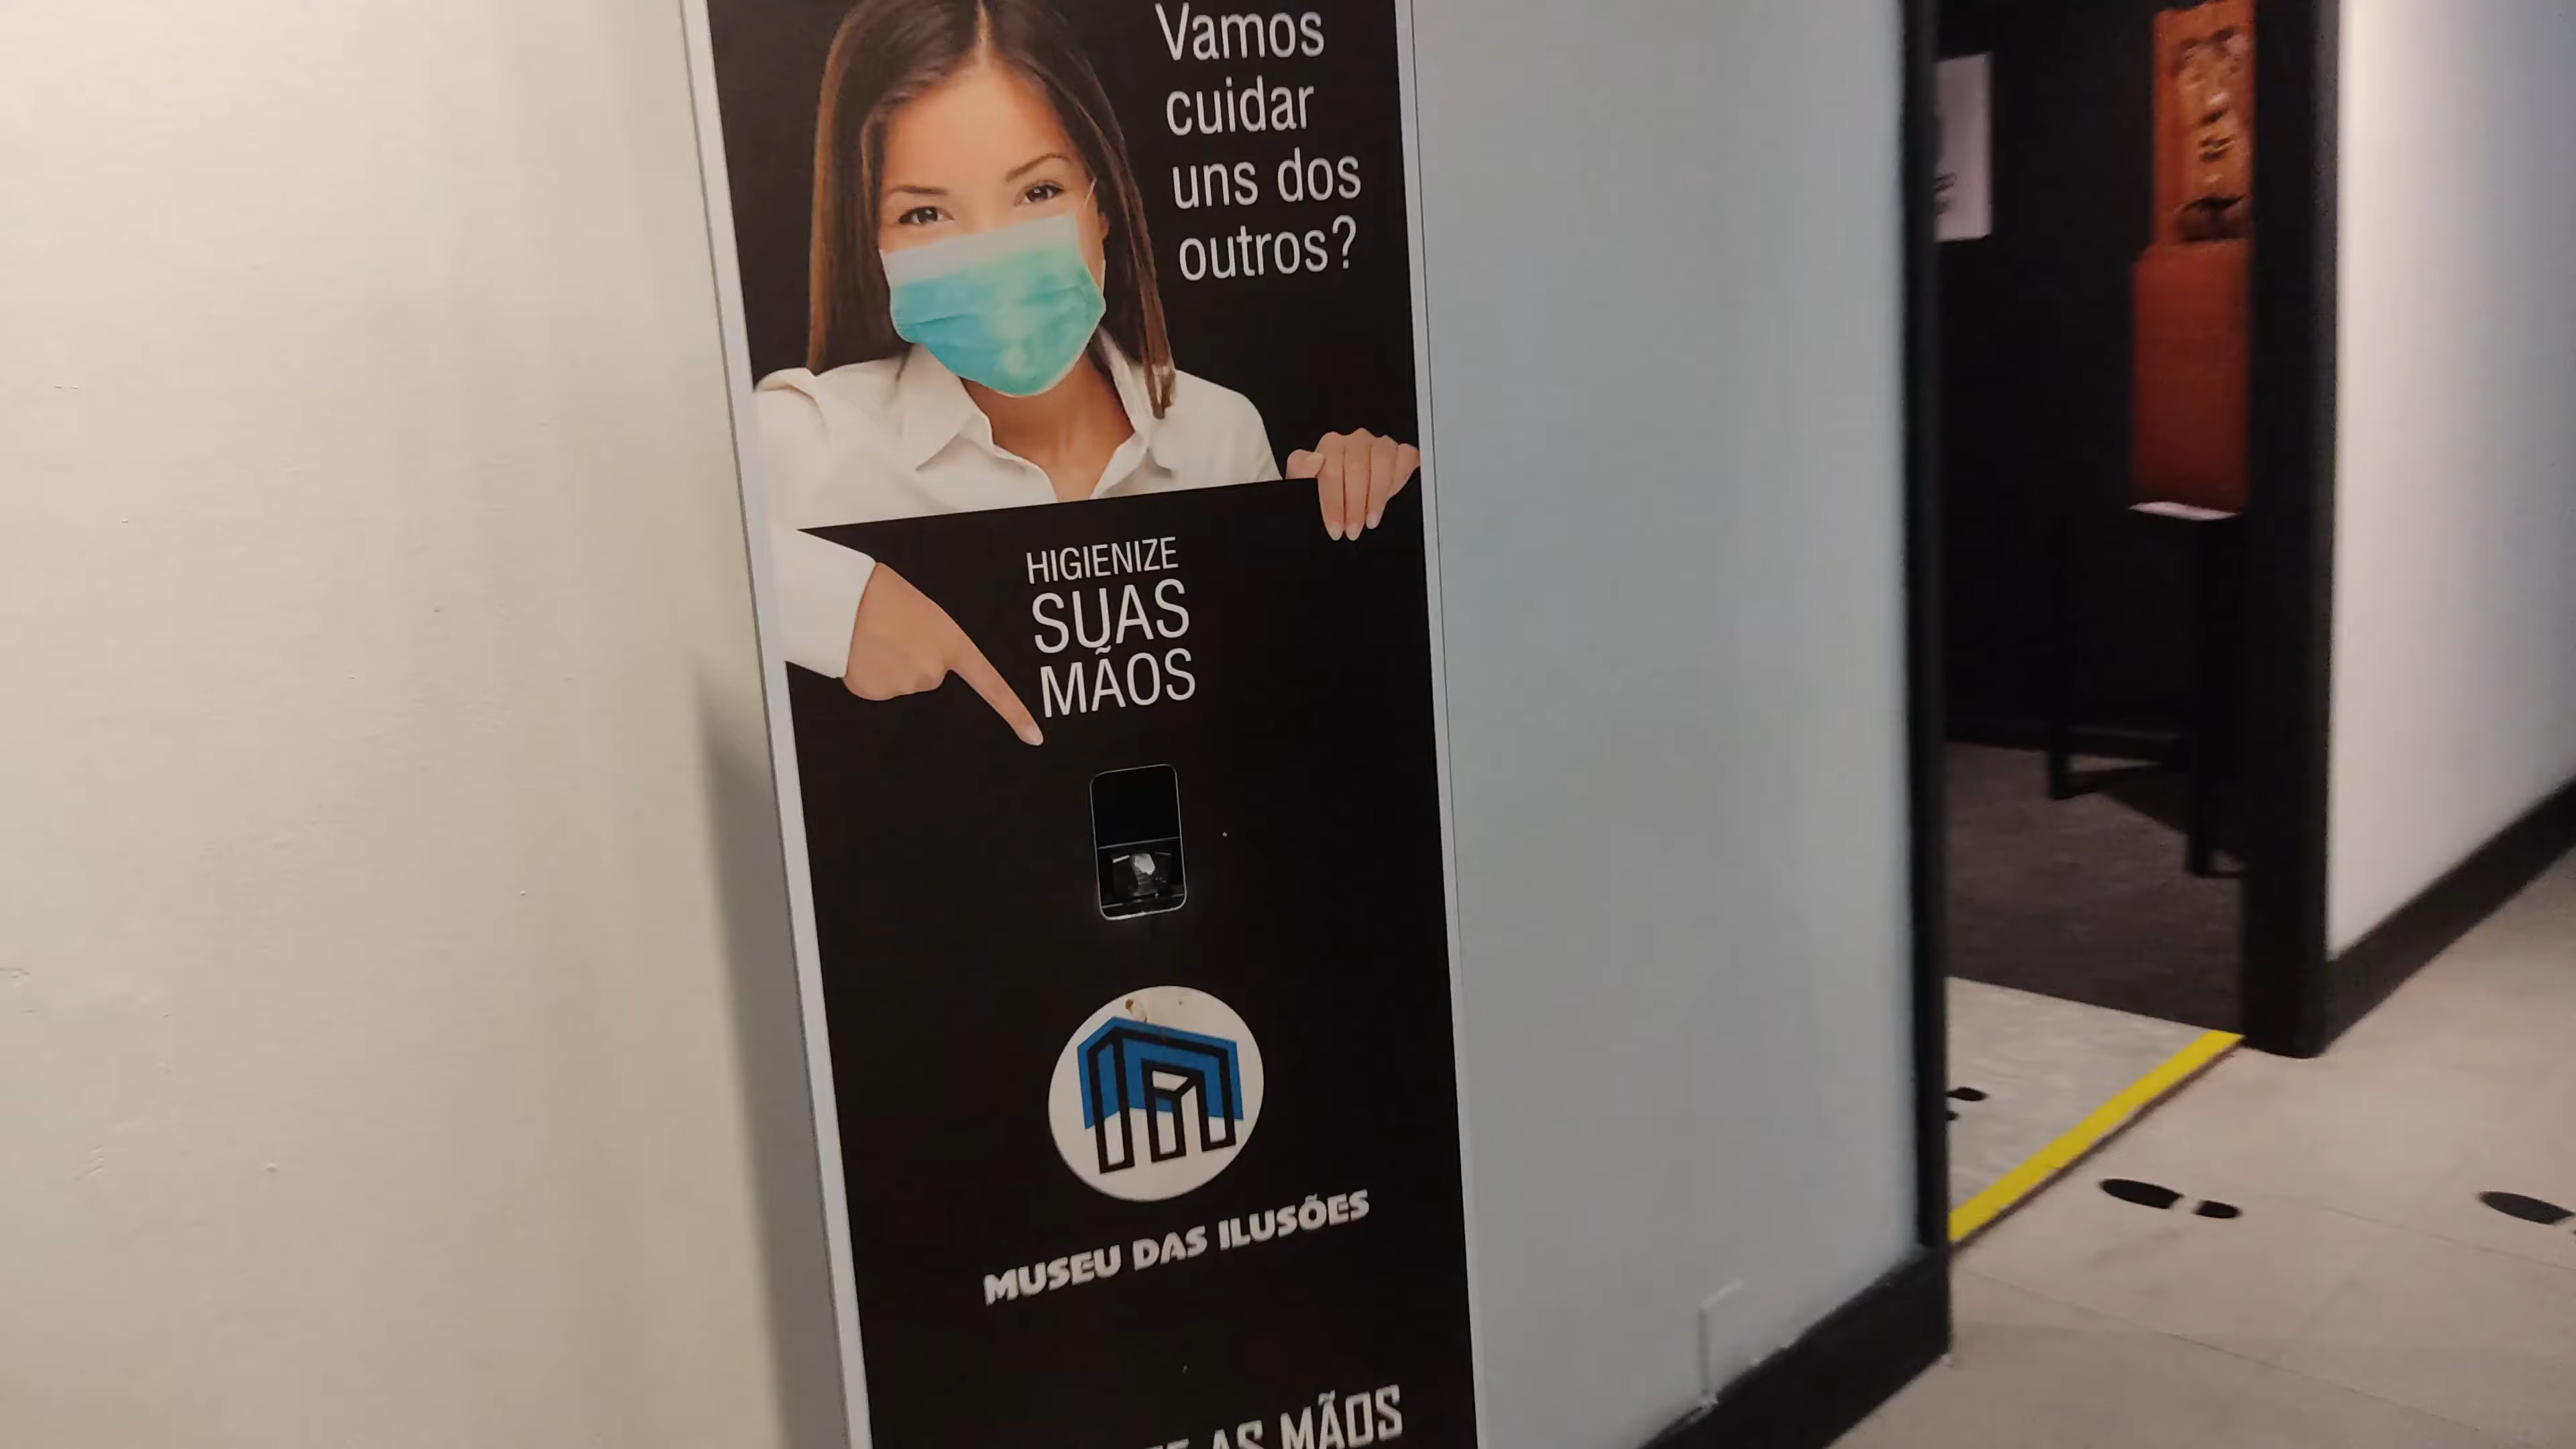 Vamos
cuidar
uns dos
outros?
HIGIENIZE
SUAS
MÃOS
MUSEU DAS ILUSÕES
AS MÃOS